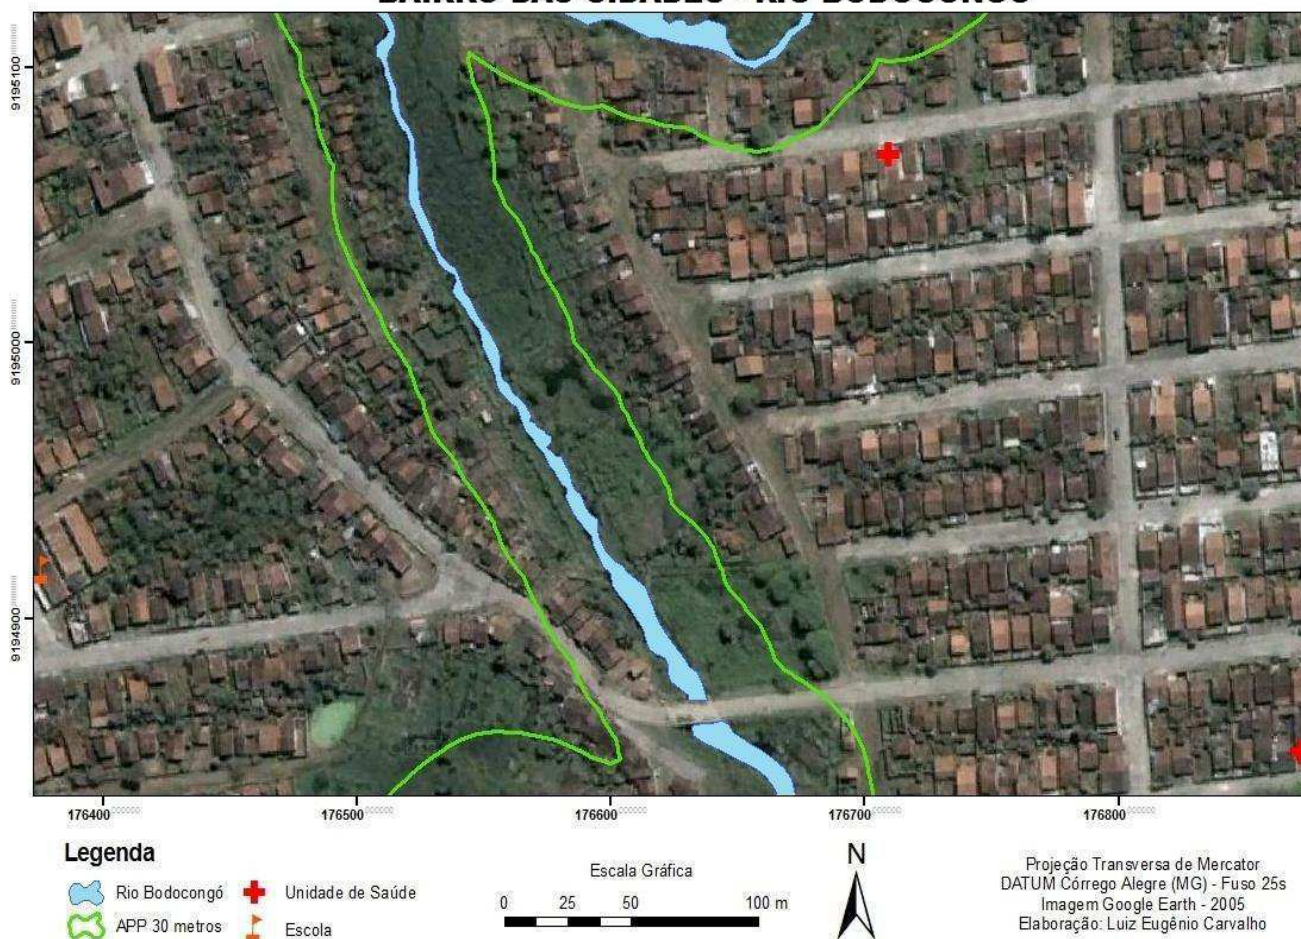 BAIRRO DAS CIDADES - RIO BODOCONGÓ
9195100
9195000
9194900
176400
176500
176600
176700
176800
Legenda
Rio Bodocongó
Unidade de Saúde
APP 30 metros
Escola
Escala Gráfica
0 25 50 100 m
N
Projeção Transversa de Mercator
DATUM Córrego Alegre (MG) - Fuso 25s
Imagem Google Earth - 2005
Elaboração: Luiz Eugênio Carvalho